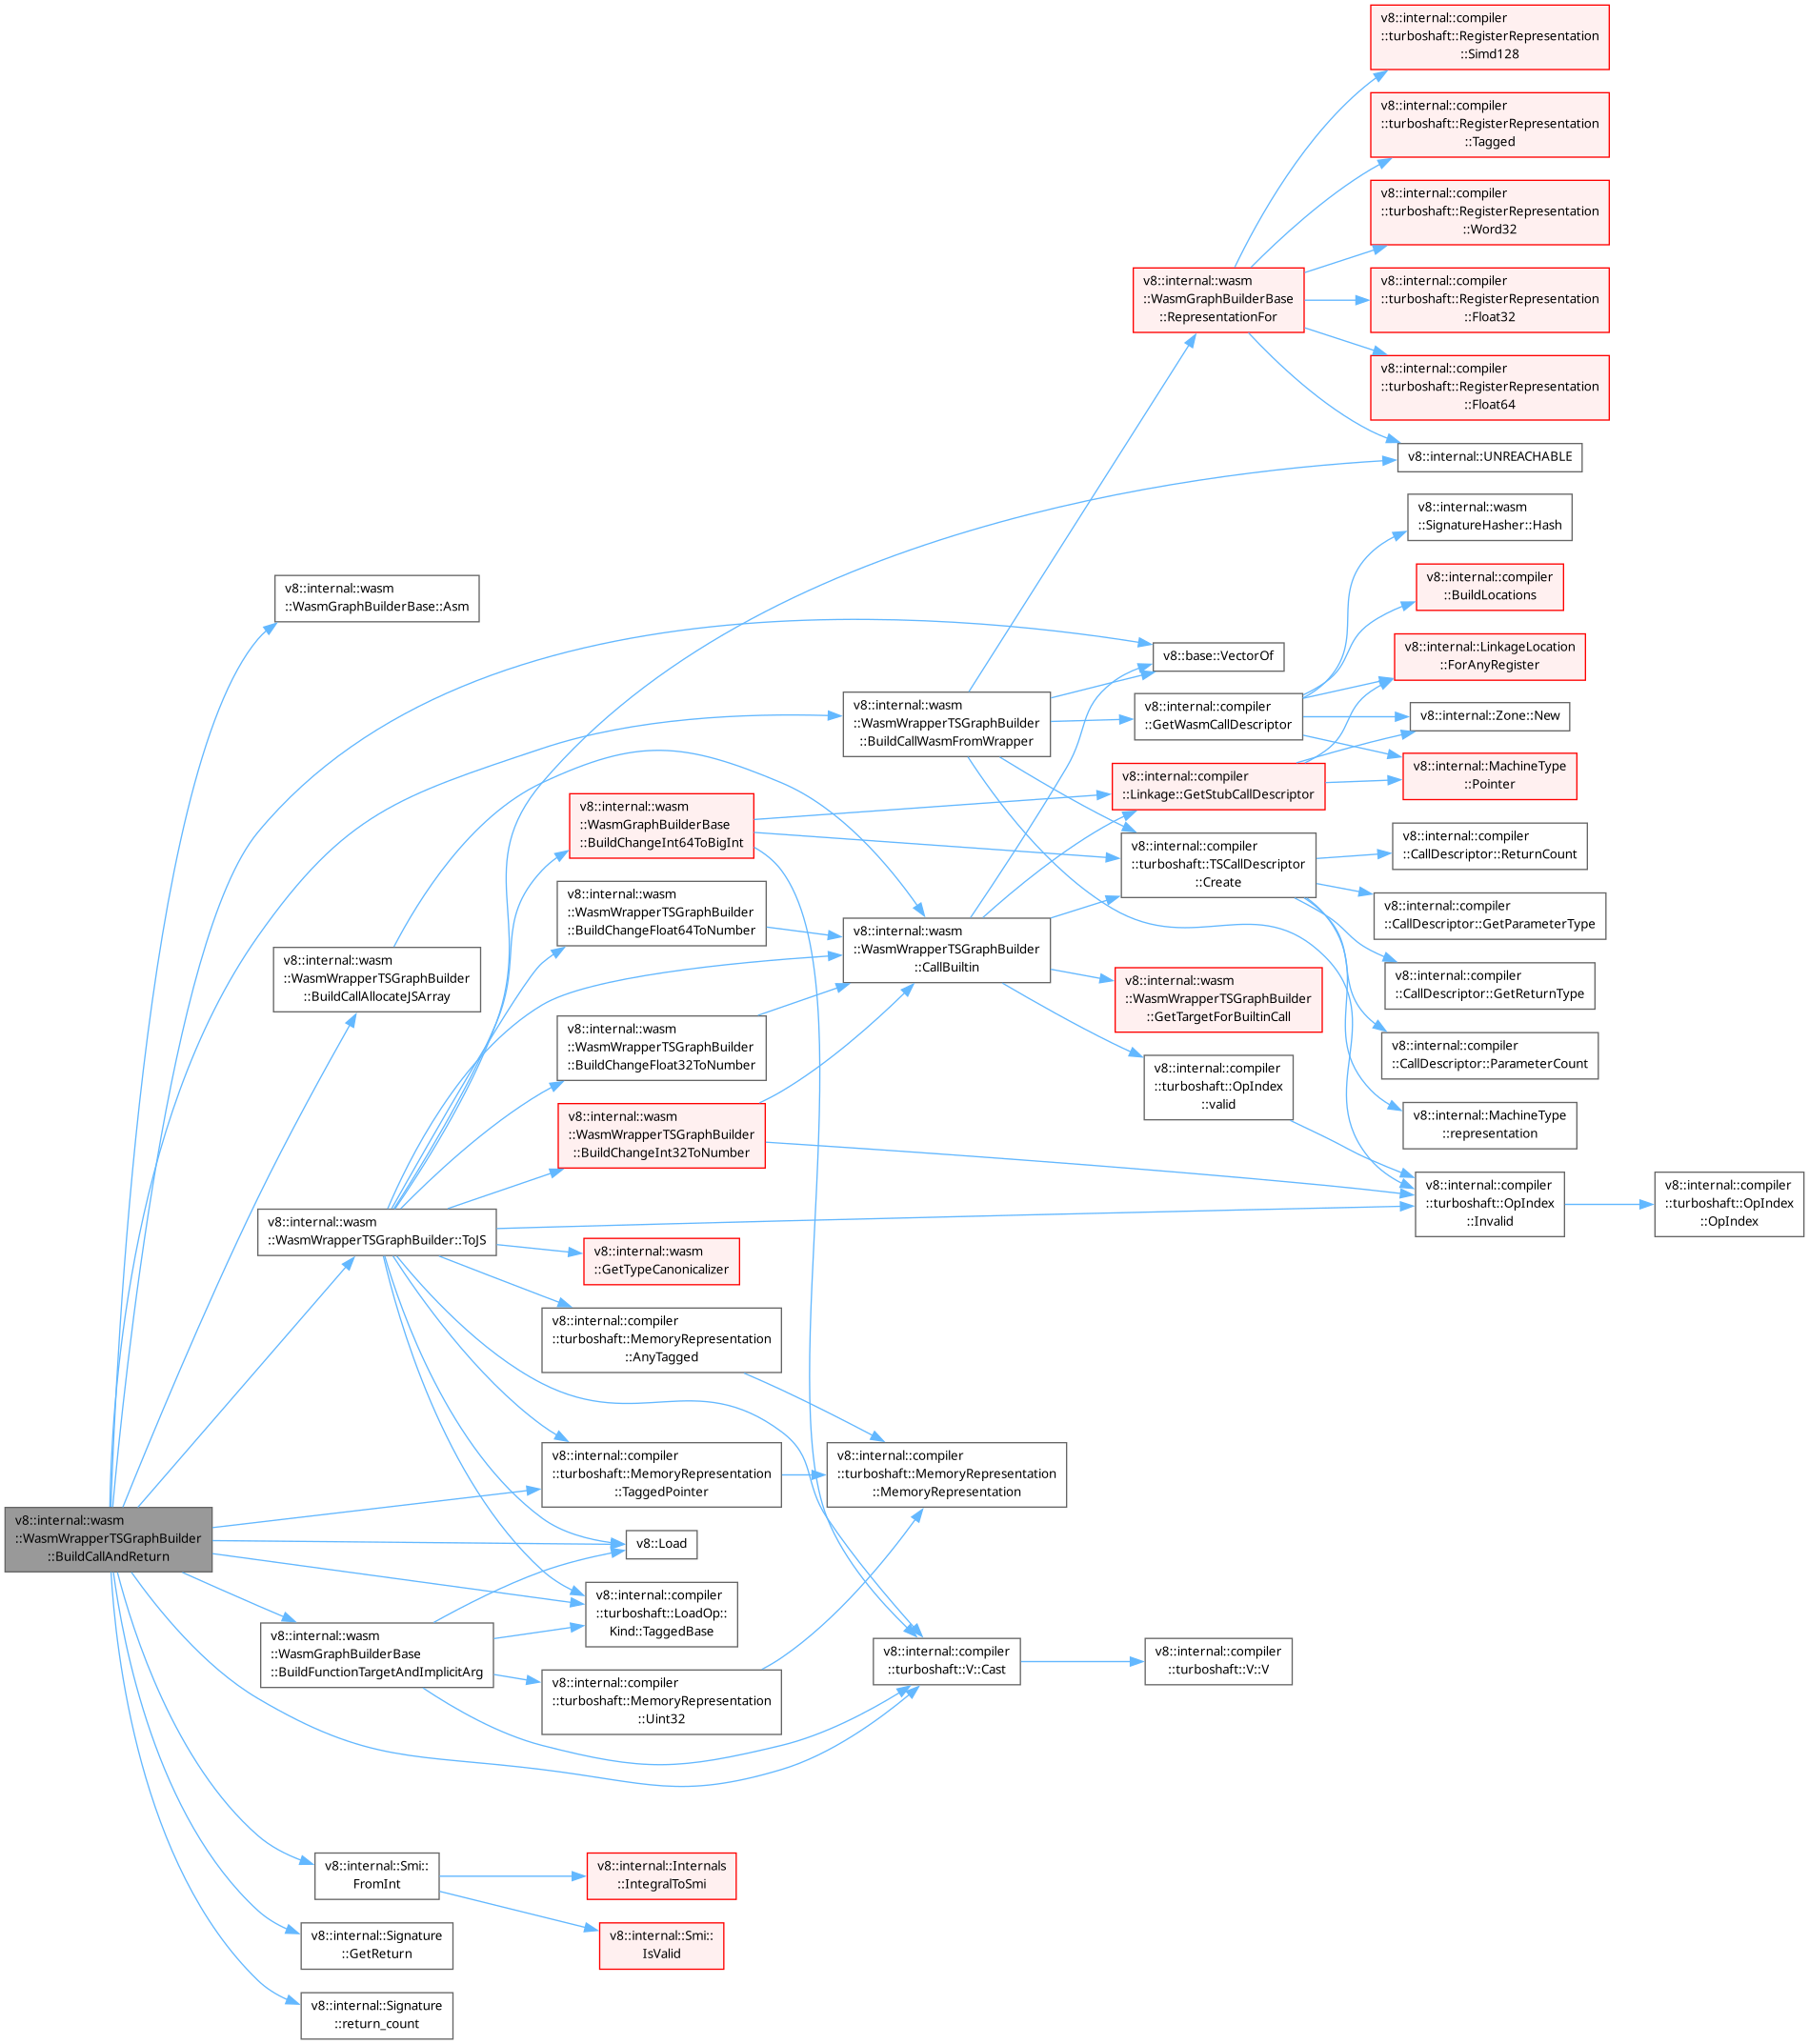 v8::internal::compiler
::turboshaft::RegisterRepresentation
::Simd128
v8::internal::compiler
::turboshaft::RegisterRepresentation
::Tagged
v8::internal::compiler
::turboshaft::RegisterRepresentation
::Word32
v8::internal::wasm
::WasmGraphBuilderBase
::RepresentationFor
v8::internal::compiler
::turboshaft::RegisterRepresentation
::Float32
v8::internal::compiler
::turboshaft::RegisterRepresentation
::Float64
v8::internal::UNREACHABLE
v8::internal::wasm
::SignatureHasher::Hash
v8::internal::wasm
::WasmGraphBuilderBase::Asm
v8::internal::compiler
::BuildLocations
v8::base::VectorOf
v8::internal::LinkageLocation
::ForAnyRegister
v8::internal::wasm
::WasmWrapperTSGraphBuilder
::BuildCallWasmFromWrapper
v8::internal::compiler
::GetWasmCallDescriptor
v8::internal::Zone::New
v8::internal::compiler
::Linkage::GetStubCallDescriptor
v8::internal::MachineType
::Pointer
v8::internal::wasm
::WasmGraphBuilderBase
::BuildChangeInt64ToBigInt
v8::internal::compiler
::turboshaft::TSCallDescriptor
::Create
v8::internal::compiler
::CallDescriptor::ReturnCount
v8::internal::wasm
::WasmWrapperTSGraphBuilder
::BuildChangeFloat64ToNumber
v8::internal::compiler
::CallDescriptor::GetParameterType
v8::internal::wasm
::WasmWrapperTSGraphBuilder
::BuildCallAllocateJSArray
v8::internal::wasm
::WasmWrapperTSGraphBuilder
::CallBuiltin
v8::internal::wasm
::WasmWrapperTSGraphBuilder
::GetTargetForBuiltinCall
v8::internal::compiler
::CallDescriptor::GetReturnType
v8::internal::wasm
::WasmWrapperTSGraphBuilder
::BuildChangeFloat32ToNumber
v8::internal::compiler
::turboshaft::OpIndex
::valid
v8::internal::compiler
::CallDescriptor::ParameterCount
v8::internal::wasm
::WasmWrapperTSGraphBuilder
::BuildChangeInt32ToNumber
v8::internal::MachineType
::representation
v8::internal::wasm
::WasmWrapperTSGraphBuilder::ToJS
v8::internal::compiler
::turboshaft::OpIndex
::Invalid
v8::internal::compiler
::turboshaft::OpIndex
::OpIndex
v8::internal::wasm
::GetTypeCanonicalizer
v8::internal::compiler
::turboshaft::MemoryRepresentation
::AnyTagged
v8::internal::compiler
::turboshaft::MemoryRepresentation
::TaggedPointer
v8::internal::compiler
::turboshaft::MemoryRepresentation
::MemoryRepresentation
v8::internal::wasm
::WasmWrapperTSGraphBuilder
::BuildCallAndReturn
v8::Load
v8::internal::compiler
::turboshaft::LoadOp::
Kind::TaggedBase
v8::internal::wasm
::WasmGraphBuilderBase
::BuildFunctionTargetAndImplicitArg
v8::internal::compiler
::turboshaft::V::Cast
v8::internal::compiler
::turboshaft::V::V
v8::internal::compiler
::turboshaft::MemoryRepresentation
::Uint32
v8::internal::Smi::
FromInt
v8::internal::Internals
::IntegralToSmi
v8::internal::Signature
::GetReturn
v8::internal::Smi::
IsValid
v8::internal::Signature
::return_count